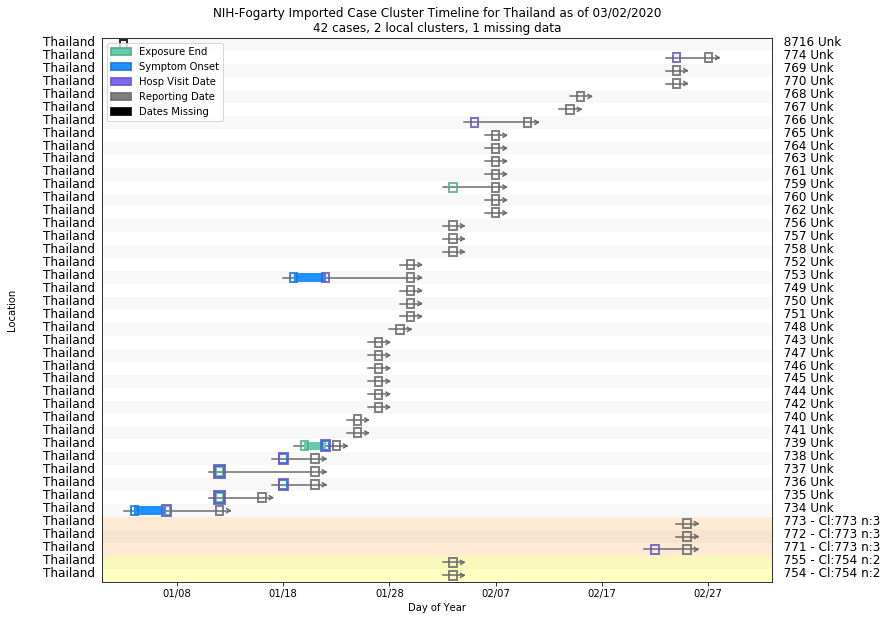 NIH-Fogarty Imported Case Cluster Timeline for Thailand as of 03/02/2020
42 cases, 2 local clusters, 1 missing data
Exposure End
Symptom Onset
Hosp Visit Date
Reporting Date
Dates Missing
Location
Thailand 8716 Unk
Thailand 774 Unk
Thailand 769 Unk
Thailand 770 Unk
Thailand 768 Unk
Thailand 767 Unk
Thailand 766 Unk
Thailand 765 Unk
Thailand 764 Unk
Thailand 763 Unk
Thailand 761 Unk
Thailand 759 Unk
Thailand 760 Unk
Thailand 762 Unk
Thailand 756 Unk
Thailand 757 Unk
Thailand 758 Unk
Thailand 752 Unk
Thailand 753 Unk
Thailand 749 Unk
Thailand 750 Unk
Thailand 751 Unk
Thailand 748 Unk
Thailand 743 Unk
Thailand 747 Unk
Thailand 746 Unk
Thailand 745 Unk
Thailand 744 Unk
Thailand 742 Unk
Thailand 740 Unk
Thailand 741 Unk
Thailand 739 Unk
Thailand 738 Unk
Thailand 737 Unk
Thailand 736 Unk
Thailand 735 Unk
Thailand 734 Unk
Thailand 773 - Cl:773 n:3
Thailand 772 - Cl:773 n:3
Thailand 771 - Cl:773 n:3
Thailand 755 - Cl:754 n:2
Thailand 754 - Cl:754 n:2
01/08 01/18 01/28 02/07 02/17 02/27
Day of Year